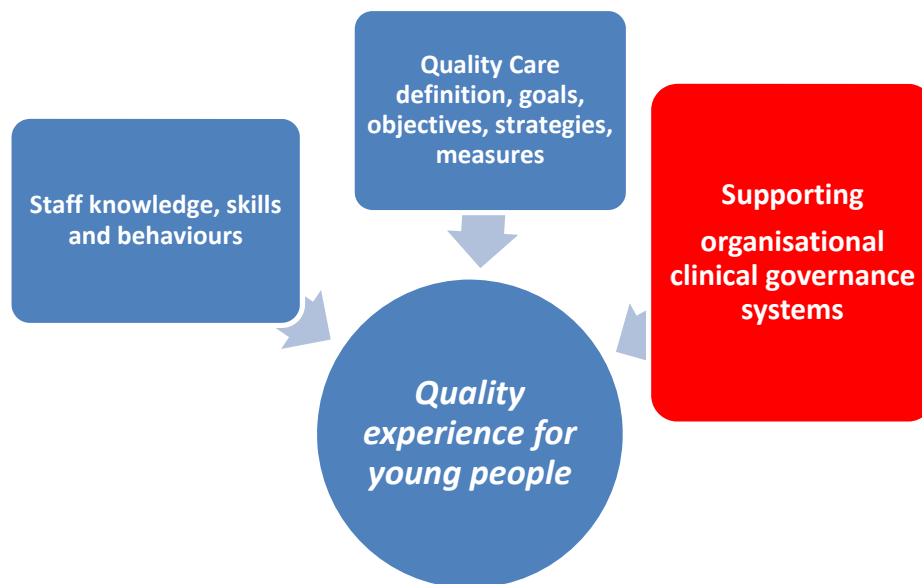 Staff knowledge, skills
and behaviours
Quality Care
definition, goals,
objectives, strategies,
measures
Supporting
organisational
clinical governance
systems
Quality
experience for
young people